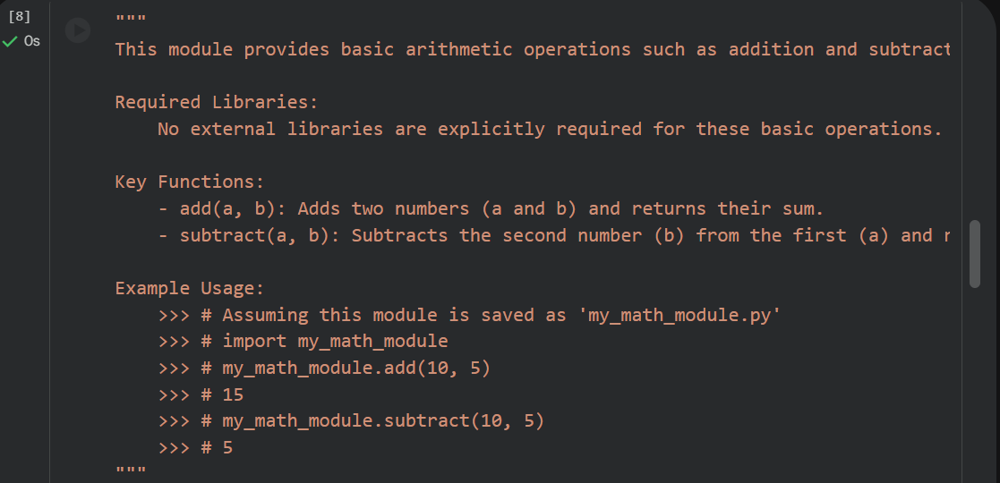 [8]
0s
"""
This module provides basic arithmetic operations such as addition and subtract

Required Libraries:
    No external libraries are explicitly required for these basic operations.

Key Functions:
    - add(a, b): Adds two numbers (a and b) and returns their sum.
    - subtract(a, b): Subtracts the second number (b) from the first (a) and r

Example Usage:
    >>> # Assuming this module is saved as 'my_math_module.py'
    >>> # import my_math_module
    >>> # my_math_module.add(10, 5)
    >>> # 15
    >>> # my_math_module.subtract(10, 5)
    >>> # 5
"""